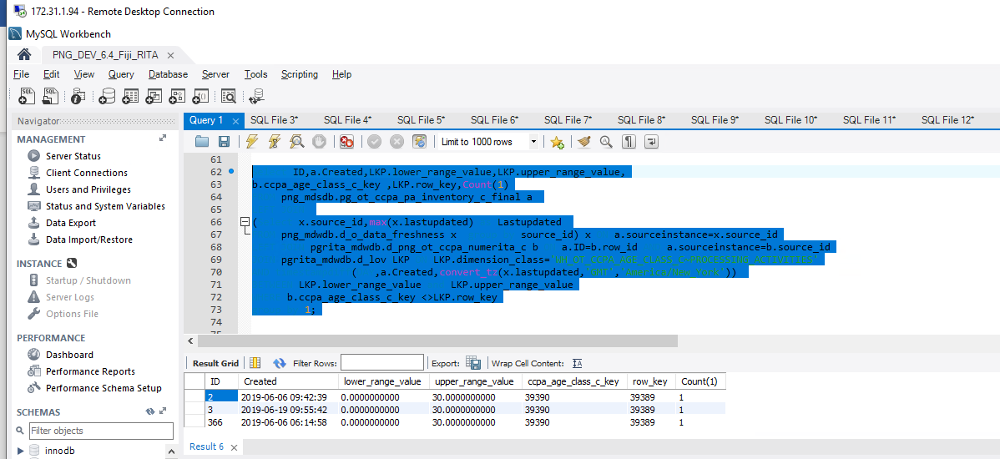 172.31.1.94 - Remote Desktop Connection
MySQL Workbench
PNG_DEV_6.4_Fiji_RITA
File Edit View Query Database Server Tools Scripting Help
Navigator
MANAGEMENT
Server Status
Client Connections
Users and Privileges
Status and System Variables
Data Export
Data Import/Restore
INSTANCE
Startup / Shutdown
Server Logs
Options File
PERFORMANCE
Dashboard
Performance Reports
Performance Schema Setup
SCHEMAS
Filter objects
innodb
Query 1 SQL File 3* SQL File 4* SQL File 5* SQL File 6* SQL File 7* SQL File 8* SQL File 9* SQL File 10* SQL File 11* SQL File 12*
Limit to 1000 rows
61
62 ID,a.Created,LKP.lower_range_value,LKP.upper_range_value,
63 b.ccpa_age_class_c_key ,LKP.row_key,Count(1)
64 png_mdsdb.pg_ot_ccpa_pa_inventory_c_final a
65
66 ( x.source_id,max(x.lastupdated) Lastupdated
67 png_mdwdb.d_o_data_freshness x source_id) x a.sourceinstance=x.source_id
68 pgrita_mdwdb.d_png_ot_ccpa_numerita_c b a.ID=b.row_id a.sourceinstance=b.source_id
69 pgrita_mdwdb.d_lov LKP LKP.dimension_class="WH_OT_CCPA_AGE_CLASS_C~PROCESSING_ACTIVITIES"
70 ( ,a.Created,convert_tz(x.lastupdated,"GMT","America/New_York"))
71 LKP.lower_range_value LKP.upper_range_value
72 b.ccpa_age_class_c_key <>LKP.row_key
73 1;
74
75
Result Grid Filter Rows: Export: Wrap Cell Content:
ID Created lower_range_value upper_range_value ccpa_age_class_c_key row_key Count(1)
2 2019-06-06 09:42:39 0.0000000000 30.0000000000 39390 39389 1
3 2019-06-19 09:55:42 0.0000000000 30.0000000000 39390 39389 1
366 2019-06-06 06:14:58 0.0000000000 30.0000000000 39390 39389 1
Result 6